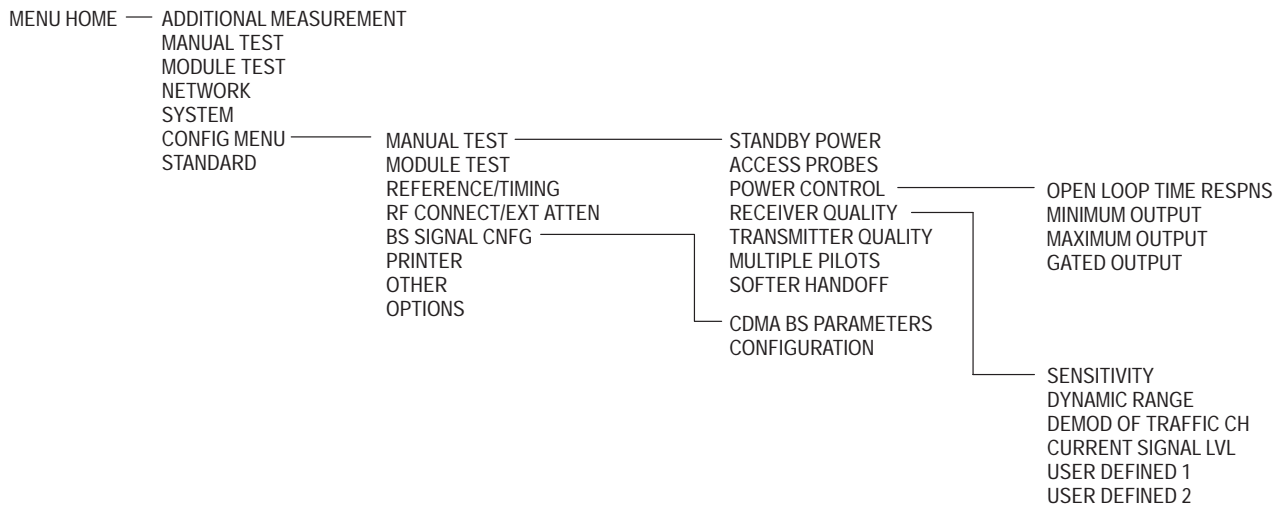 MENU HOME
ADDITIONAL MEASUREMENT
MANUAL TEST
MODULE TEST
NETWORK
SYSTEM
CONFIG MENU
STANDARD
MANUAL TEST
MODULE TEST
REFERENCE/TIMING
RF CONNECT/EXT ATTEN
BS SIGNAL CNFG
PRINTER
OTHER
OPTIONS
STANDBY POWER
ACCESS PROBES
POWER CONTROL
RECEIVER QUALITY
TRANSMITTER QUALITY
MULTIPLE PILOTS
SOFTER HANDOFF
CDMA BS PARAMETERS
CONFIGURATION
OPEN LOOP TIME RESPNS
MINIMUM OUTPUT
MAXIMUM OUTPUT
GATED OUTPUT
SENSITIVITY
DYNAMIC RANGE
DEMOD OF TRAFFIC CH
CURRENT SIGNAL LVL
USER DEFINED 1
USER DEFINED 2